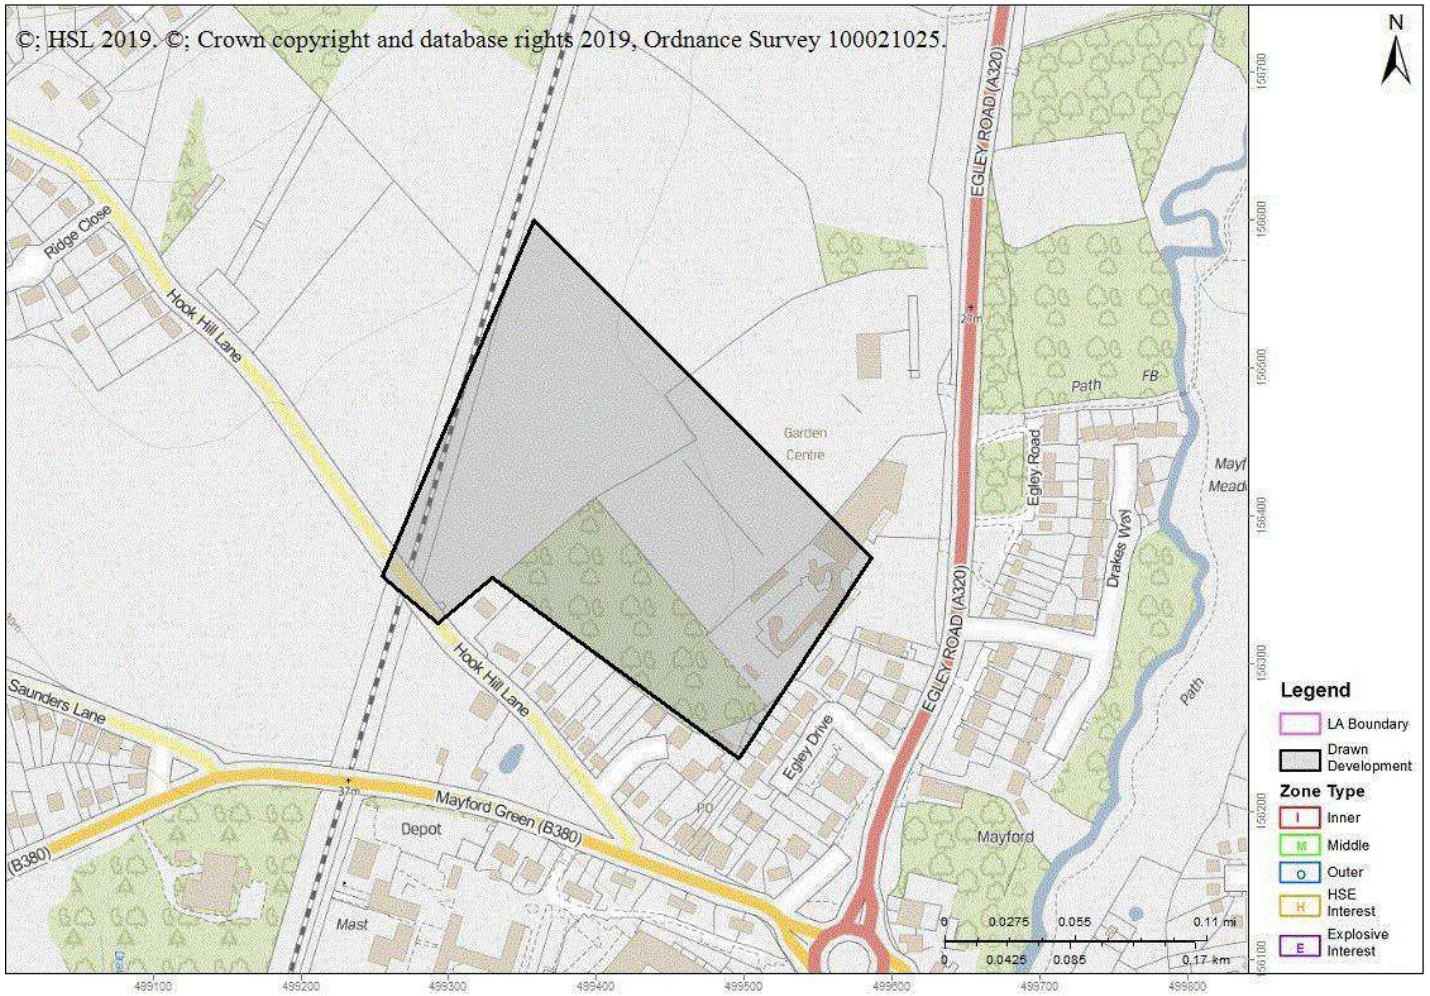 ©; HSL 2019. ©; Crown copyright and database rights 2019, Ordnance Survey 100021025.
N
156700
EGLEY ROAD (A320)
Ridge Close
156600
Hook Hill Lane
156500
Path
FB
Garden
Centre
Egley Road
Mayf
Mead
156400
Drakes Way
EGLEY ROAD (A320)
Hook Hill Lane
156300
Path
Saunders Lane
Egley Drive
37m
Mayford Green (B380)
PO
156200
Depot
Mayford
(B380)
Mast
156100
0 0.0275 0.055 0.11 mi
0 0.0425 0.085 0.17 km
499100 499200 499300 499400 499500 499600 499700 499800
Legend
LA Boundary
Drawn
Development
Zone Type
I Inner
M Middle
O Outer
H HSE
Interest
E Explosive
Interest